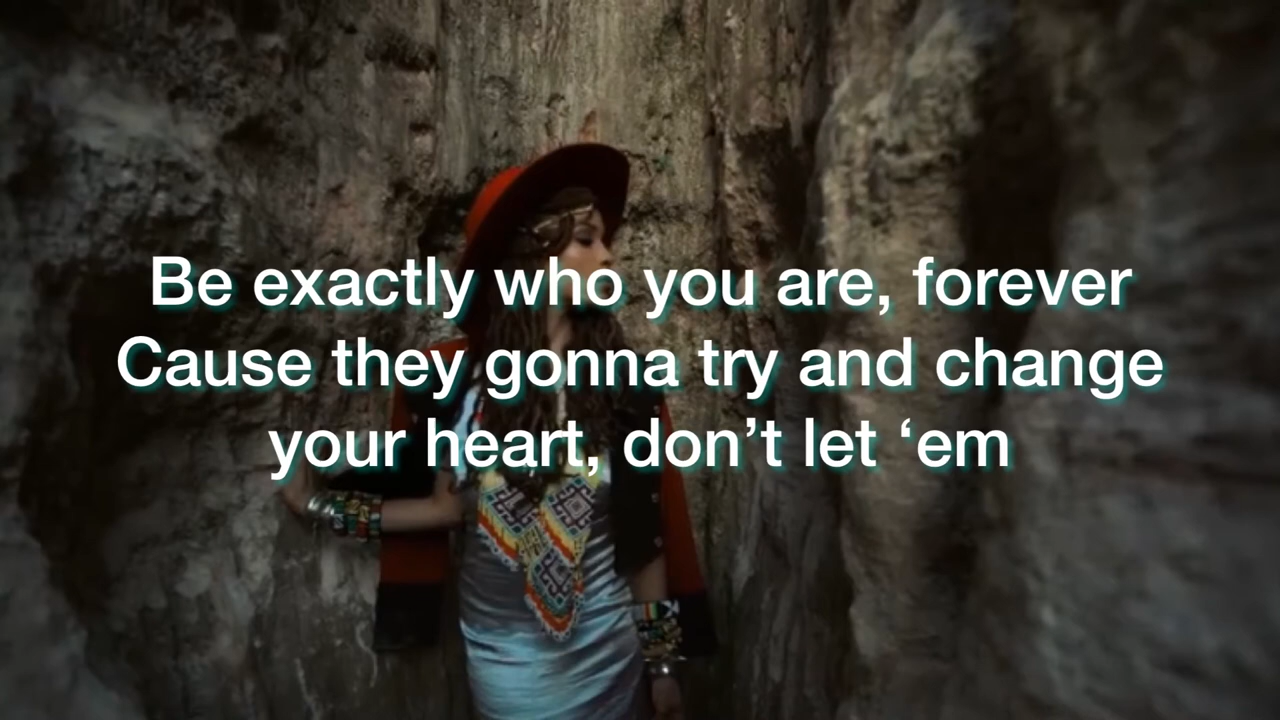 Be exactly who you are, forever
Cause they gonna try and change
your heart, don’t let ‘em